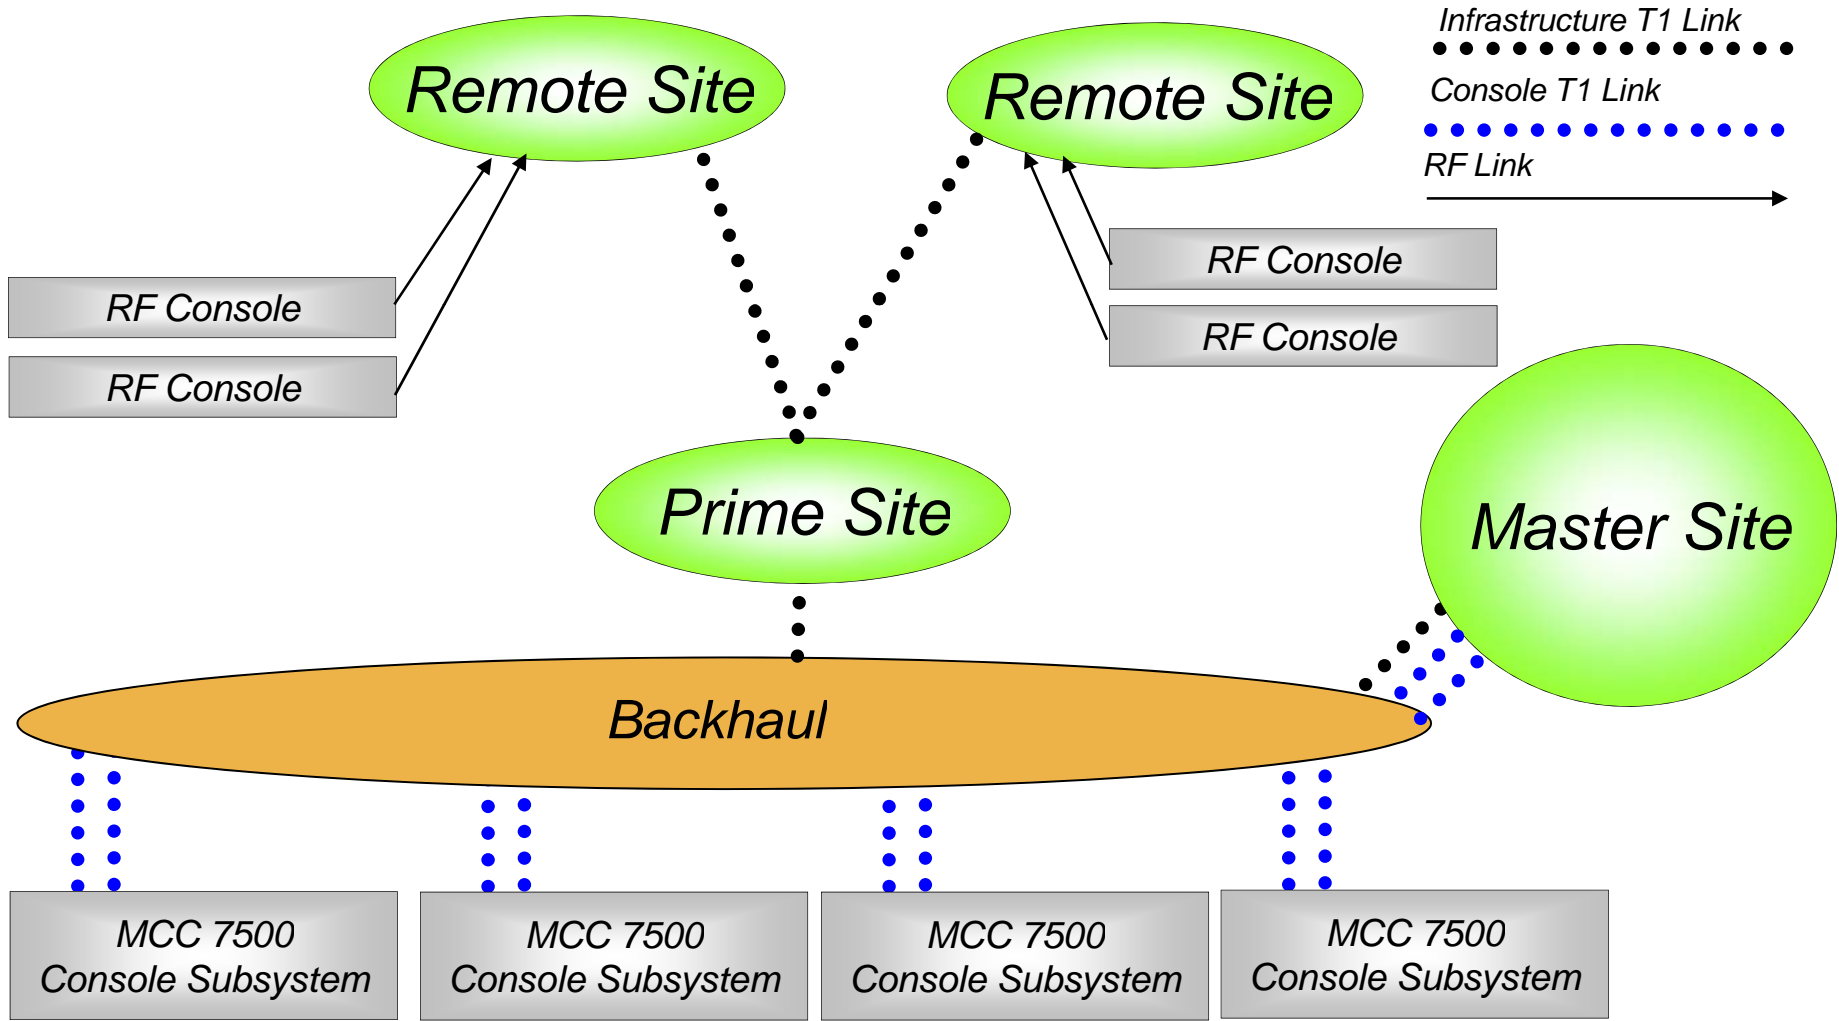 Infrastructure T1 Link
Remote Site
Remote Site
Console T1 Link
RF Link
RF Console
RF Console
RF Console
RF Console
Prime Site
Master Site
Backhaul
MCC 7500
Console Subsystem
MCC 7500
Console Subsystem
MCC 7500
Console Subsystem
MCC 7500
Console Subsystem